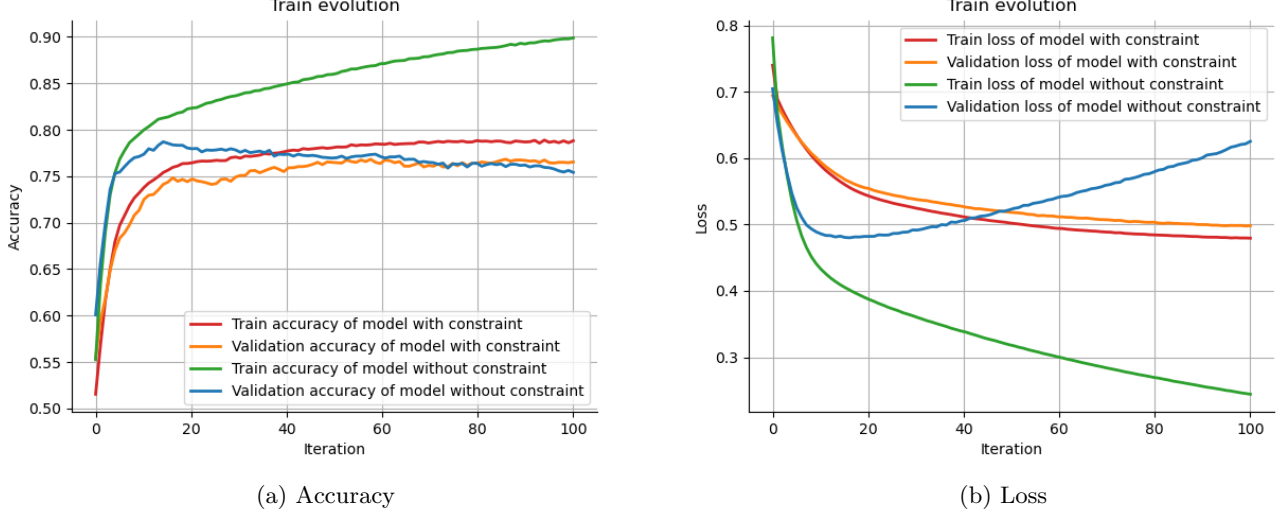 Train evolution
0.90
0.85
0.80
0.75
0.70
0.65
0.60
0.55
0.50
Accuracy
Train accuracy of model with constraint
Validation accuracy of model with constraint
Train accuracy of model without constraint
Validation accuracy of model without constraint
0 20 40 60 80 100
Iteration
(a) Accuracy
Train evolution
0.8
0.7
0.6
0.5
0.4
0.3
Loss
Train loss of model with constraint
Validation loss of model with constraint
Train loss of model without constraint
Validation loss of model without constraint
0 20 40 60 80 100
Iteration
(b) Loss